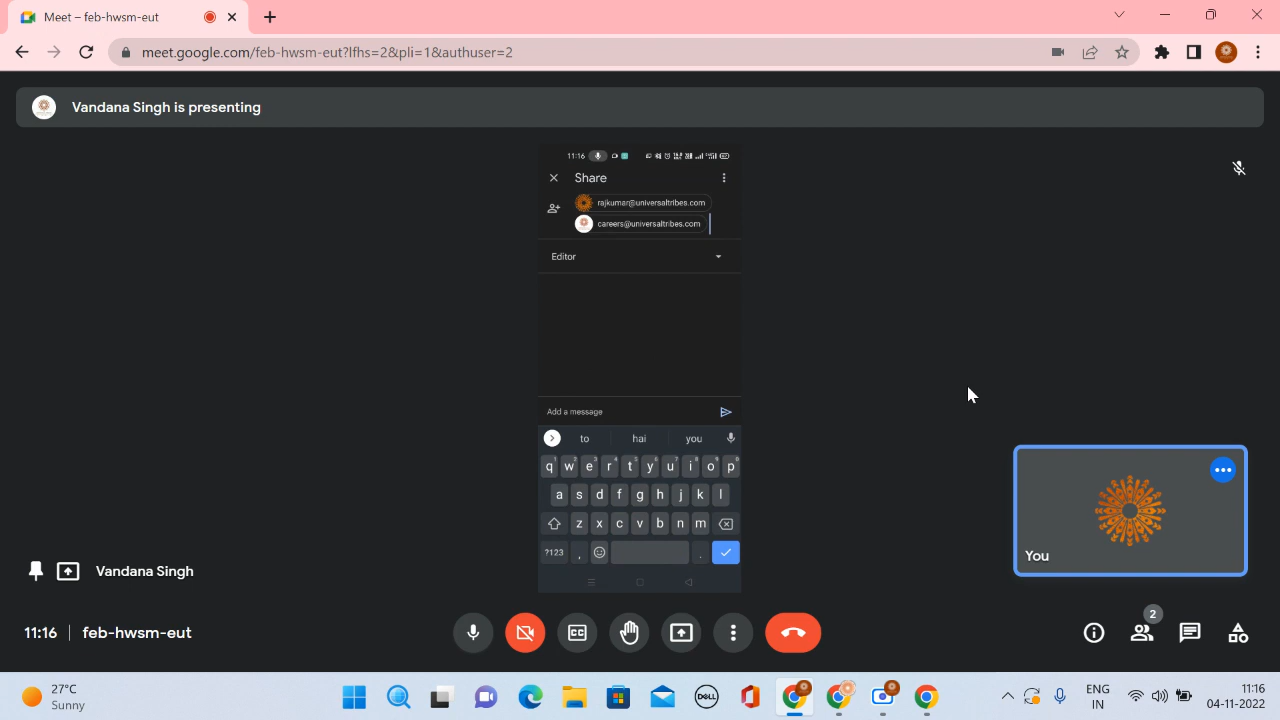 Meet – feb-hwsm-eut
meet.google.com/feb-hwsm-eut?lfhs=2&pli=1&authuser=2
Vandana Singh is presenting
11:16
Share
rajkumar@universaltribes.com
careers@universaltribes.com
Editor
Add a message
to hai you
q w e r t y u i o p
a s d f g h j k l
z x c v b n m
?123 , .
You
Vandana Singh
11:16 feb-hwsm-eut
CC
2
27°C
Sunny
DELL
ENG
IN
11:16
04-11-2022